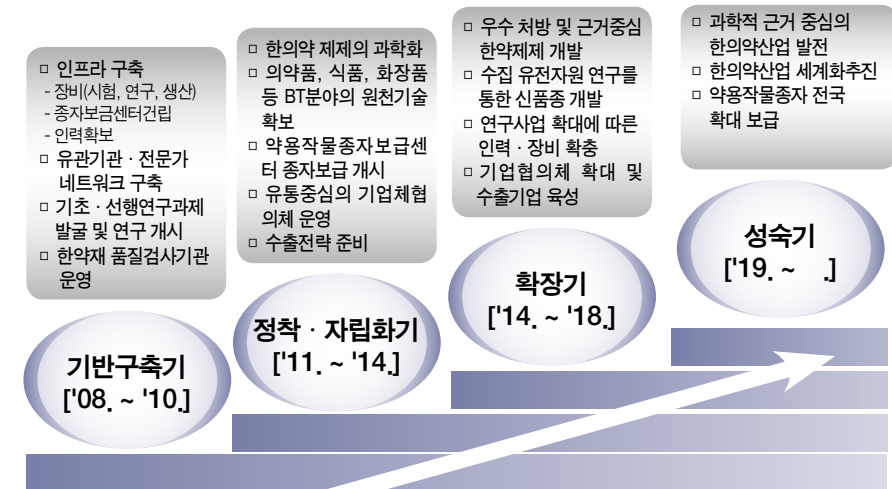 ▫ 인프라 구축
- 장비(시험, 연구, 생산)
- 종자보금센터건립
- 인력확보
▫ 유관기관 · 전문가
네트워크 구축
▫ 기초 · 선행연구과제
발굴 및 연구 개시
▫ 한약재 품질검사기관
운영
기반구축기
['08. ~ '10.]
▫ 한의약 제제의 과학화
▫ 의약품, 식품, 화장품
등 BT분야의 원천기술
확보
▫ 약용작물종자보급센
터 종자보급 개시
▫ 유통중심의 기업체협
의체 운영
▫ 수출전략 준비
정착 · 자립화기
['11. ~ '14.]
▫ 우수 처방 및 근거중심
한약제제 개발
▫ 수집 유전자원 연구를
통한 신품종 개발
▫ 연구사업 확대에 따른
인력 · 장비 확충
▫ 기업협의체 확대 및
수출기업 육성
확장기
['14. ~ '18.]
▫ 과학적 근거 중심의
한의약산업 발전
▫ 한의약산업 세계화추진
▫ 약용작물종자 전국
확대 보급
성숙기
['19. ~ .]